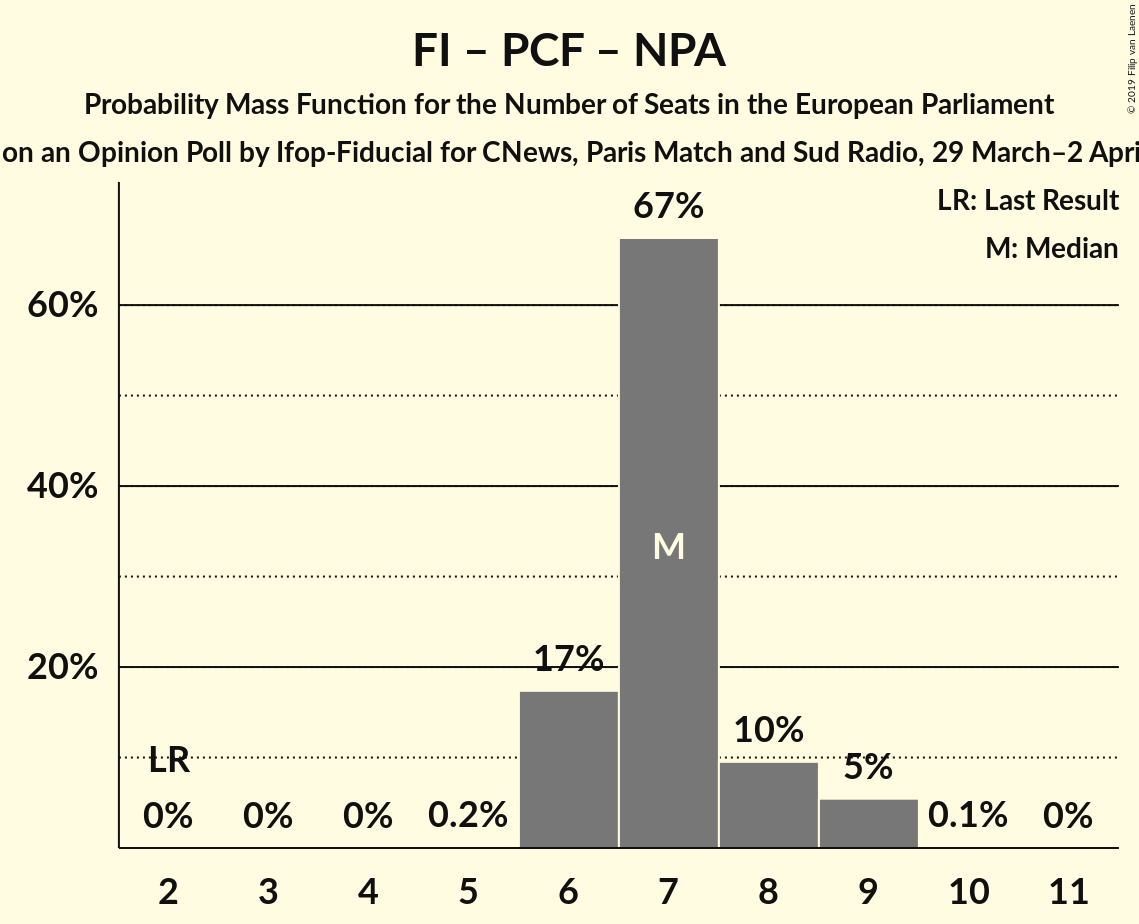 FI – PCF – NPA
Probability Mass Function for the Number of Seats in the European Parliament
on an Opinion Poll by Ifop-Fiducial for CNews, Paris Match and Sud Radio, 29 March–2 Apri
© 2019 Filip van Laenen
LR: Last Result
M: Median
67%
60%
40%
M
20%
17%
10%
5%
LR
0%
0%
0%
0.2%
0.1%
0%
2
3
4
5
6
7
8
9
10
11